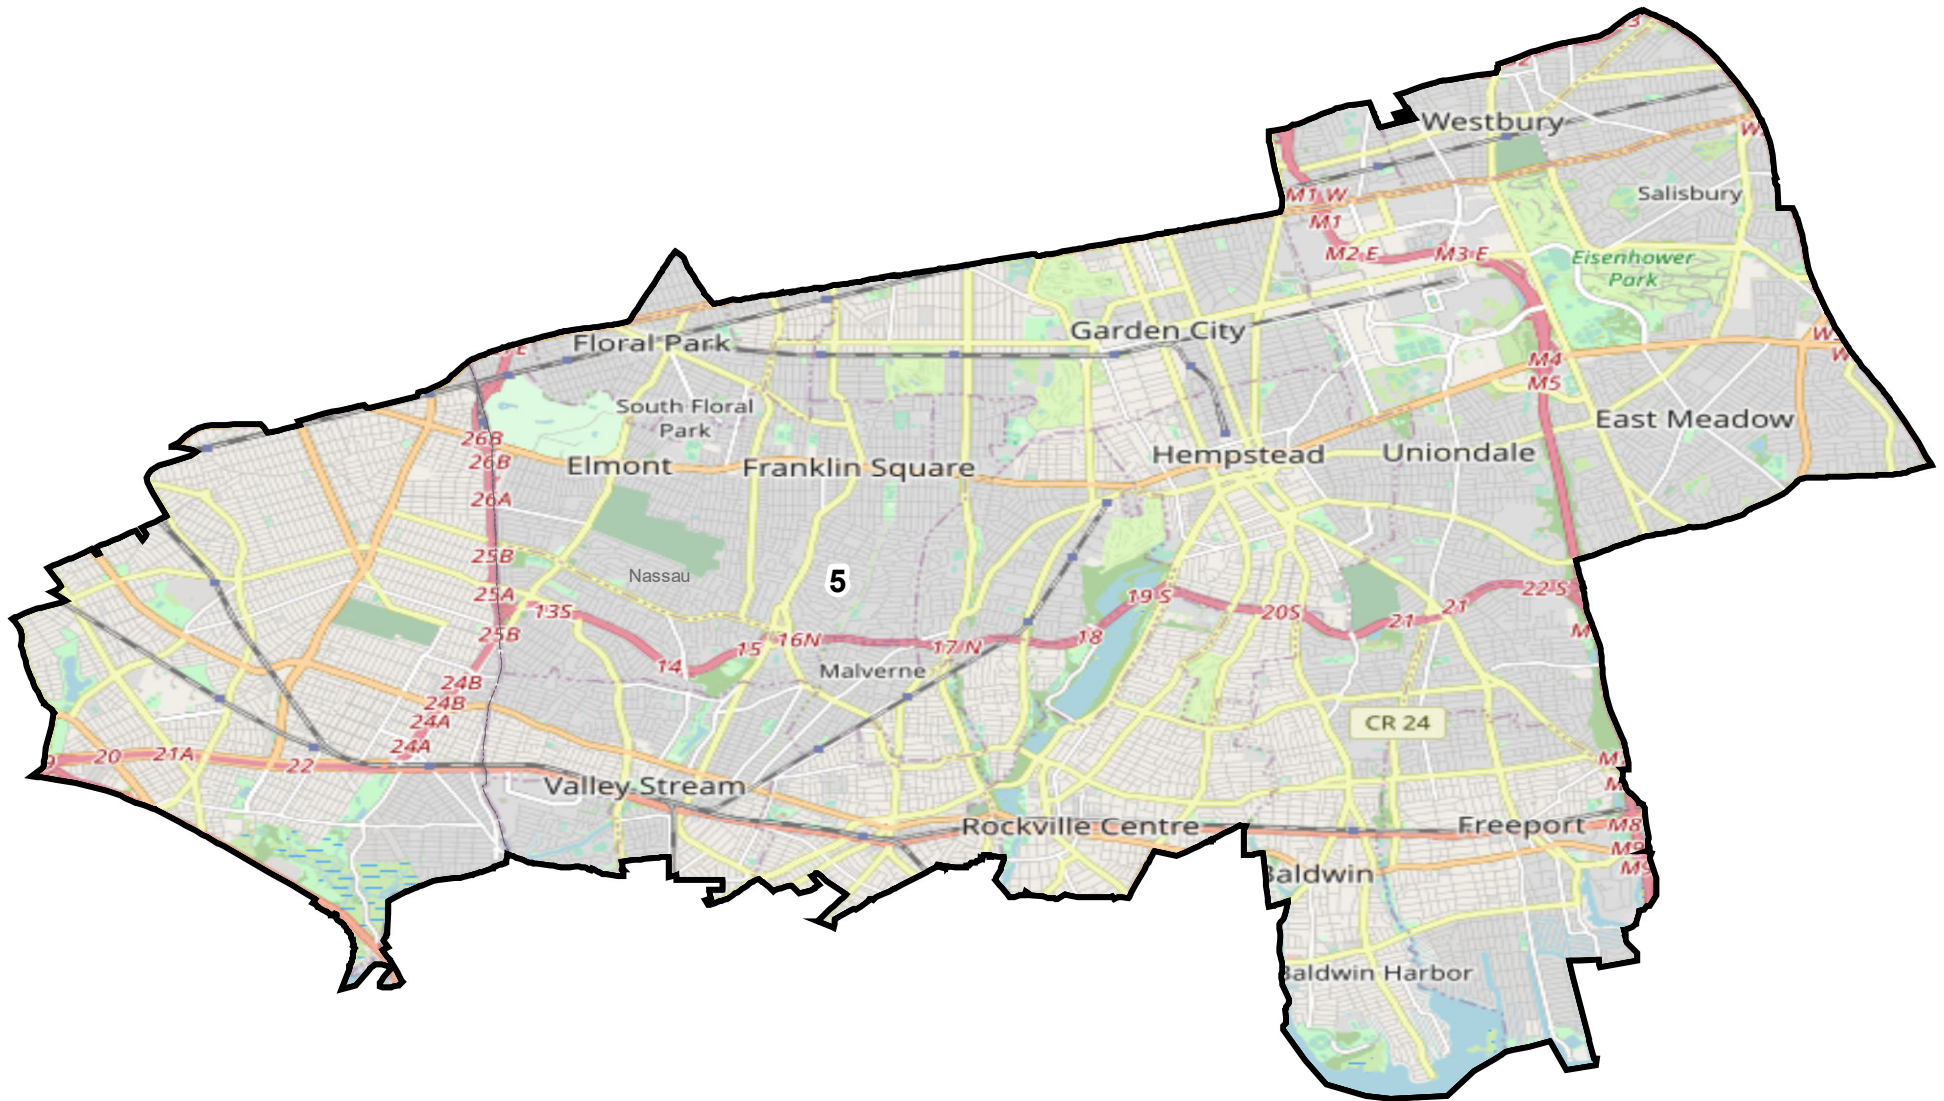 Westbury
Salisbury
M1 W
M1
M2 E
M3 E
Eisenhower
Park
Garden City
Floral Park
M4
M5
South Floral
Park
East Meadow
26B
26B
Elmont
Franklin Square
Hempstead
Uniondale
26A
25B
Nassau
5
25A
13S
19 S
20S
21
21
22 S
25B
14
15
16N
17 N
18
Malverne
24B
24B
24A
24A
CR 24
20
21A
22
Valley Stream
Rockville Centre
Freeport
M8
M9
Baldwin
Baldwin Harbor